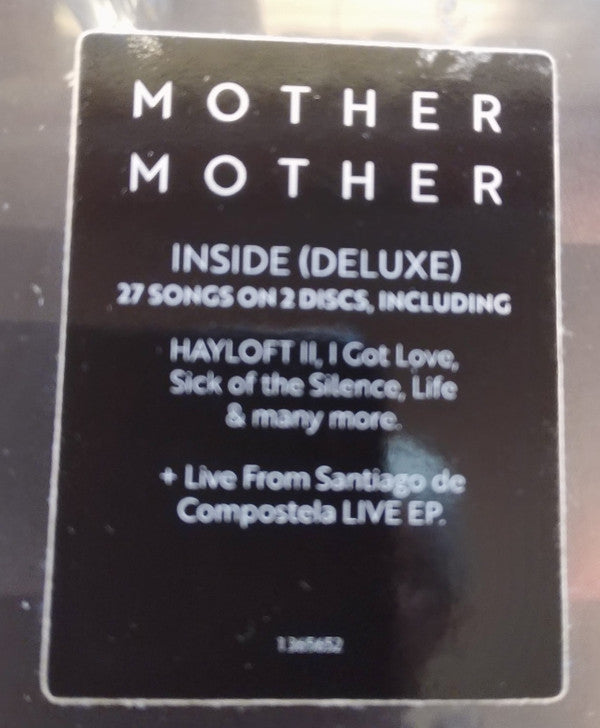 MOTHER
MOTHER
INSIDE (DELUXE)
27 SONGS ON 2 DISCS, INCLUDING
HAYLOFT II, I Got Love,
Sick of the Silence, Life
& many more.
+ Live From Santiago de
Compostela LIVE EP.
1365652